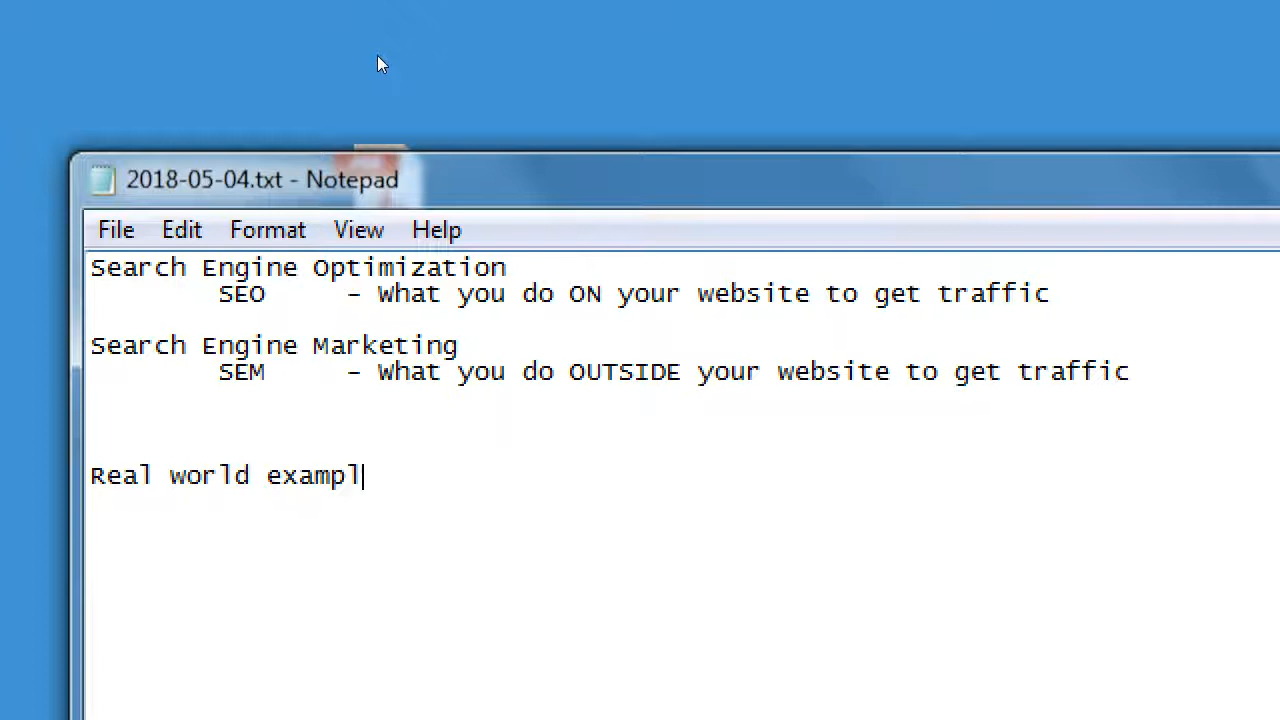 2018-05-04.txt - Notepad
File Edit Format View Help
Search Engine Optimization
SEO - What you do ON your website to get traffic
Search Engine Marketing
SEM - What you do OUTSIDE your website to get traffic
Real world exampl